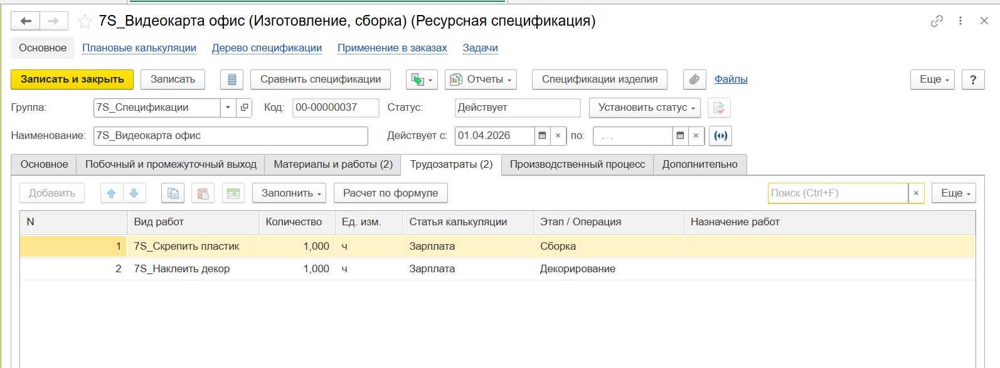 7S_Видеокарта офис (Изготовление, сборка) (Ресурсная спецификация)
Основное Плановые калькуляции Дерево спецификации Применение в заказах Задачи
Записать и закрыть Записать Сравнить спецификации Отчеты Спецификации изделия Файлы Еще ?
Группа: 7S_Спецификации Код: 00-00000037 Статус: Действует Установить статус
Наименование: 7S_Видеокарта офис Действует с: 01.04.2026 по: . .
Основное Побочный и промежуточный выход Материалы и работы (2) Трудозатраты (2) Производственный процесс Дополнительно
Добавить Заполнить Расчет по формуле Поиск (Ctrl+F) × Еще
N Вид работ Количество Ед. изм. Статья калькуляции Этап / Операция Назначение работ
1 7S_Скрепить пластик 1,000 ч Зарплата Сборка
2 7S_Наклеить декор 1,000 ч Зарплата Декорирование